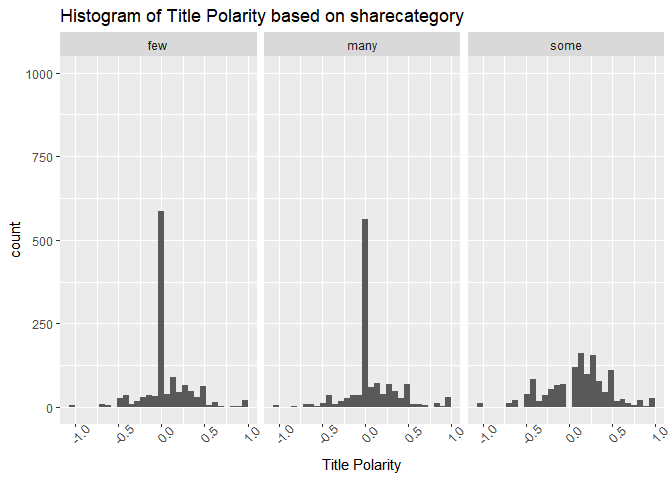 Histogram of Title Polarity based on sharecategory
few many some
1000
750
500
250
0
count
-1.0 -0.5 0.0 0.5 1.0 -1.0 -0.5 0.0 0.5 1.0 -1.0 -0.5 0.0 0.5 1.0
Title Polarity